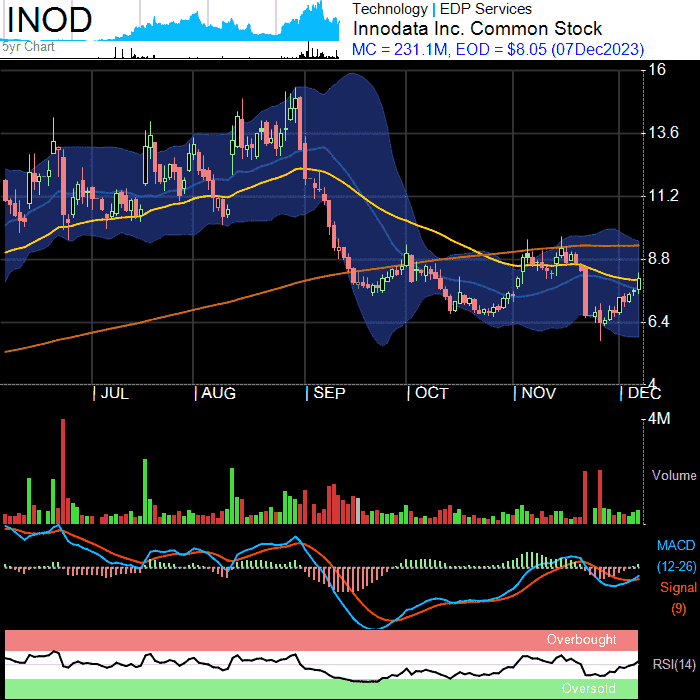 INOD
5yr Chart
Technology | EDP Services
Innodata Inc. Common Stock
MC = 231.1M, EOD = $8.05 (07Dec2023)
16
13.6
11.2
8.8
6.4
4
| JUL | AUG | SEP | OCT | NOV | DEC
4M
Volume
MACD
(12-26)
Signal
(9)
Overbought
RSI(14)
Oversold